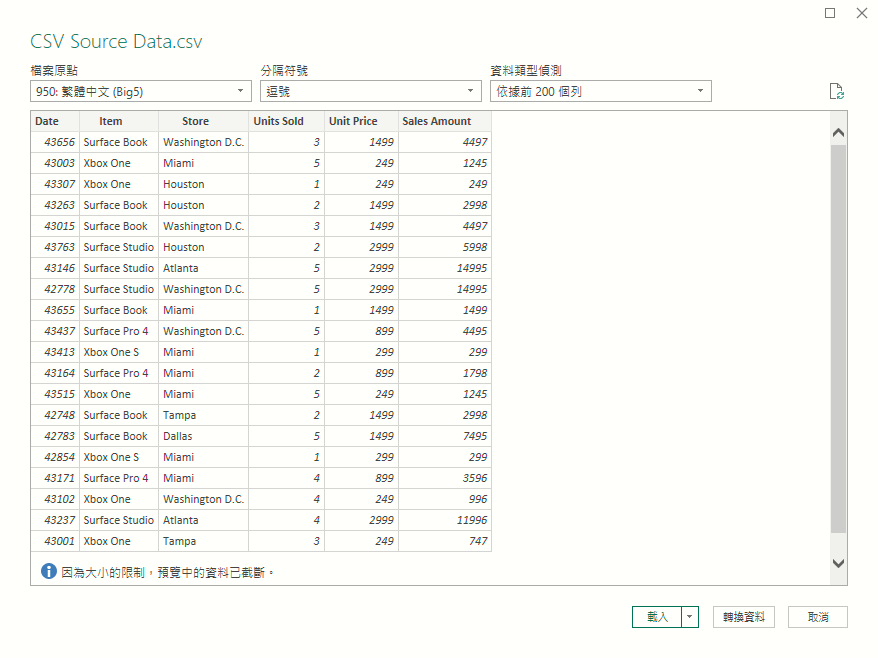 CSV Source Data.csv
檔案原點 分隔符號 資料類型偵測
950: 繁體中文 (Big5) 逗號 依據前 200 個列
Date Item Store Units Sold Unit Price Sales Amount
43656 Surface Book Washington D.C. 3 1499 4497
43003 Xbox One Miami 5 249 1245
43307 Xbox One Houston 1 249 249
43263 Surface Book Houston 2 1499 2998
43015 Surface Book Washington D.C. 3 1499 4497
43763 Surface Studio Houston 2 2999 5998
43146 Surface Studio Atlanta 5 2999 14995
42778 Surface Studio Washington D.C. 5 2999 14995
43655 Surface Book Miami 1 1499 1499
43437 Surface Pro 4 Washington D.C. 5 899 4495
43413 Xbox One S Miami 1 299 299
43164 Surface Pro 4 Miami 2 899 1798
43515 Xbox One Miami 5 249 1245
42748 Surface Book Tampa 2 1499 2998
42783 Surface Book Dallas 5 1499 7495
42854 Xbox One S Miami 1 299 299
43171 Surface Pro 4 Miami 4 899 3596
43102 Xbox One Washington D.C. 4 249 996
43237 Surface Studio Atlanta 4 2999 11996
43001 Xbox One Tampa 3 249 747
因為大小的限制，預覽中的資料已截斷。
載入 轉換資料 取消